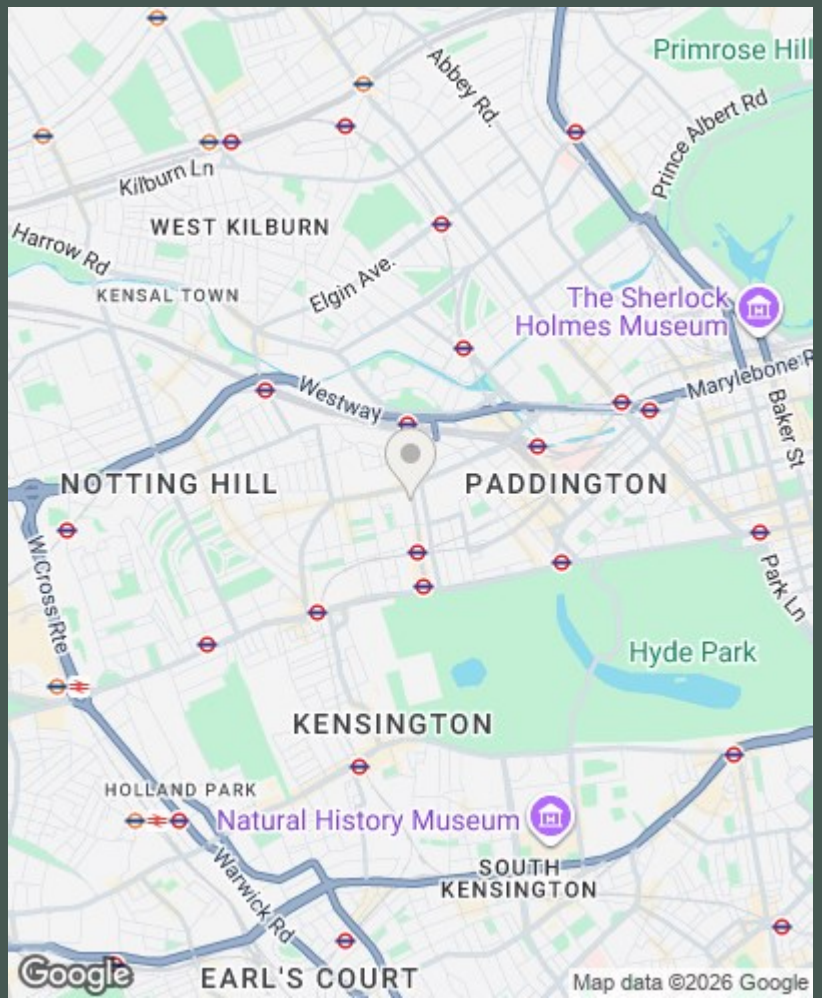 Primrose Hill
Abbey Rd.
Prince Albert Rd
Kilburn Ln
WEST KILBURN
Harrow Rd
Elgin Ave.
KENSAL TOWN
The Sherlock
Holmes Museum
Westway
Marylebone R
Baker St
NOTTING HILL
PADDINGTON
W Cross Rte
Park Ln
Hyde Park
KENSINGTON
HOLLAND PARK
Natural History Museum
Warwick Rd
SOUTH
KENSINGTON
EARL'S COURT
Google
Map data ©2026 Google